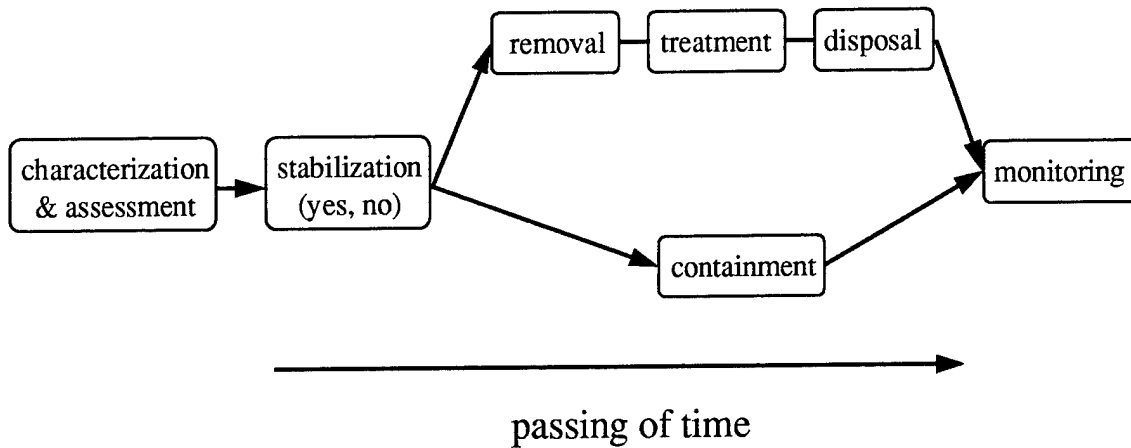 removal
treatment
disposal
characterization
& assessment
stabilization
(yes, no)
monitoring
containment
passing of time